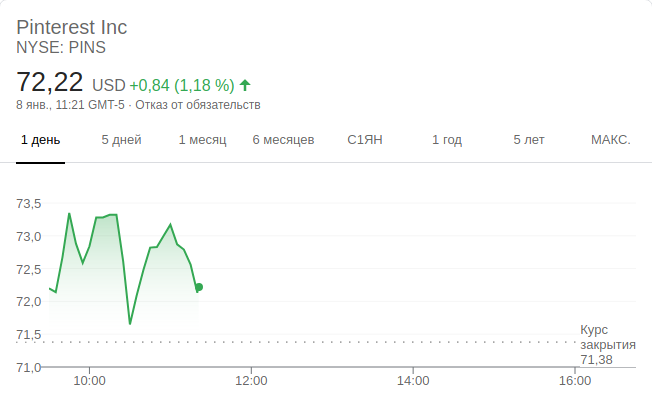 Pinterest Inc
NYSE: PINS
72,22 USD +0,84 (1,18 %)
8 янв., 11:21 GMT-5 · Отказ от обязательств
1 день 5 дней 1 месяц 6 месяцев С1ЯН 1 год 5 лет МАКС.
73,5
73,0
72,5
72,0
71,5
71,0
Курс
закрытия
71,38
10:00 12:00 14:00 16:00